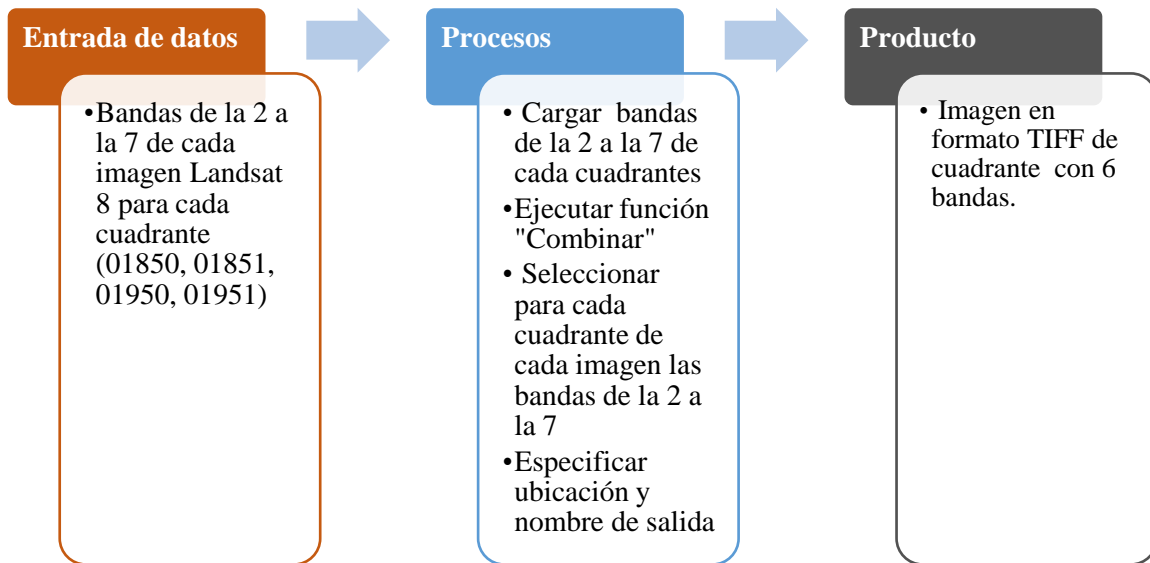 Entrada de datos
•Bandas de la 2 a
la 7 de cada
imagen Landsat
8 para cada
cuadrante
(01850, 01851,
01950, 01951)
Procesos
• Cargar bandas
de la 2 a la 7 de
cada cuadrantes
•Ejecutar función
"Combinar"
• Seleccionar
para cada
cuadrante de
cada imagen las
bandas de la 2 a
la 7
•Especificar
ubicación y
nombre de salida
Producto
• Imagen en
formato TIFF de
cuadrante con 6
bandas.